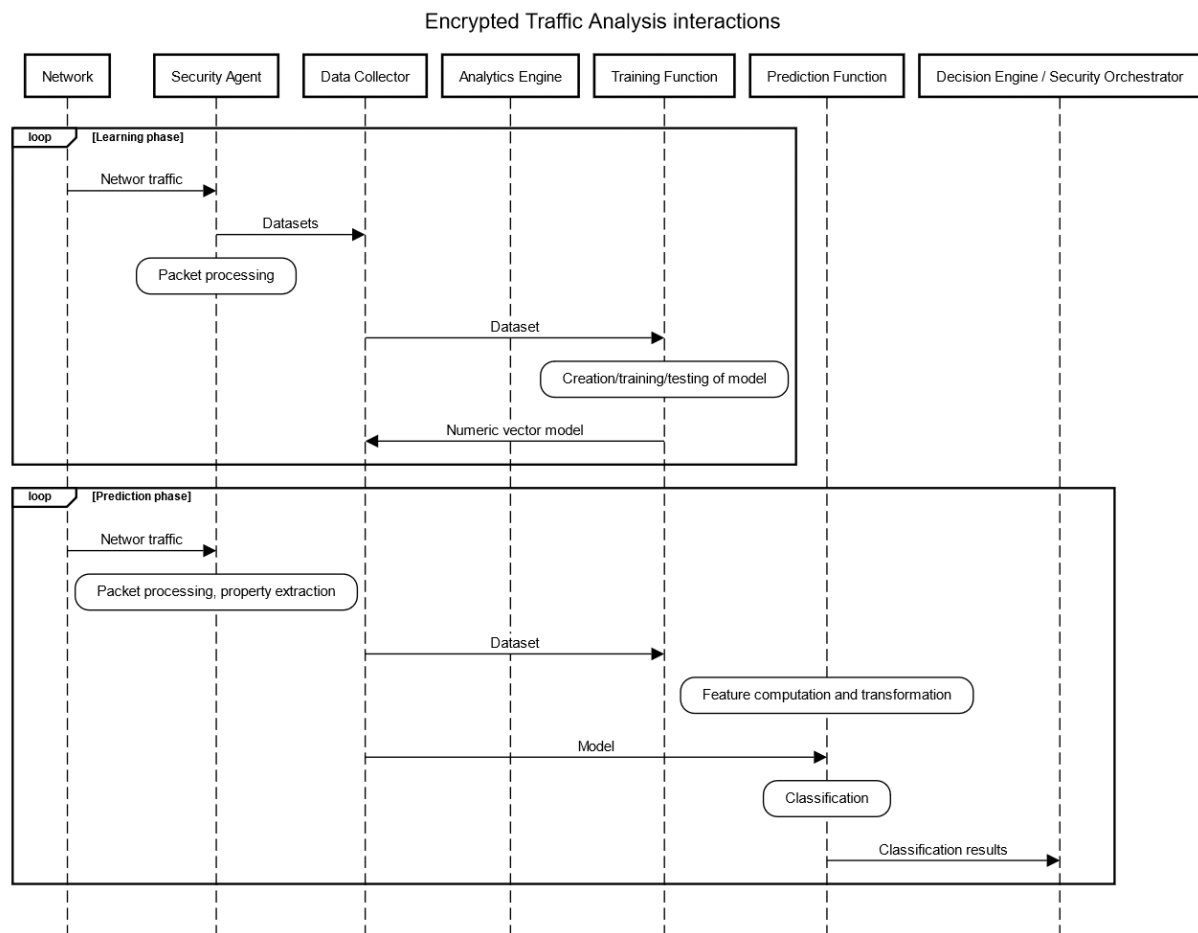 Encrypted Traffic Analysis interactions
Network
Security Agent
Data Collector
Analytics Engine
Training Function
Prediction Function
Decision Engine / Security Orchestrator
loop
[Learning phase]
Networ traffic
Datasets
Packet processing
Dataset
Creation/training/testing of model
Numeric vector model
loop
[Prediction phase]
Networ traffic
Packet processing, property extraction
Dataset
Feature computation and transformation
Model
Classification
Classification results